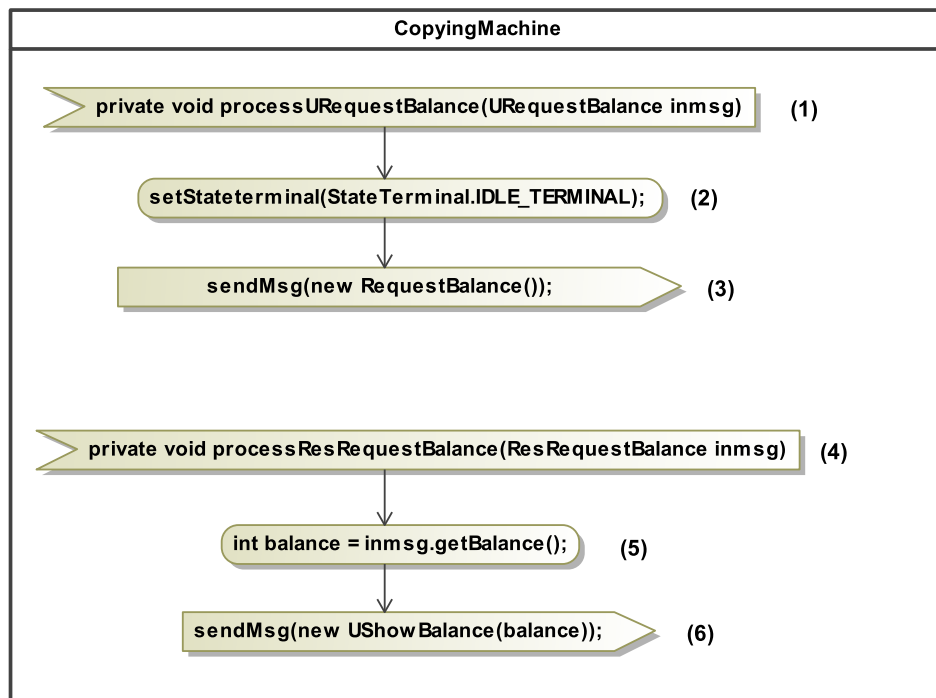 CopyingMachine
private void processURequestBalance(URequestBalance inmsg) (1)
setStateterminal(StateTerminal.IDLE_TERMINAL); (2)
sendMsg(new RequestBalance()); (3)
private void processResRequestBalance(ResRequestBalance inmsg) (4)
int balance = inmsg.getBalance(); (5)
sendMsg(new UShowBalance(balance)); (6)